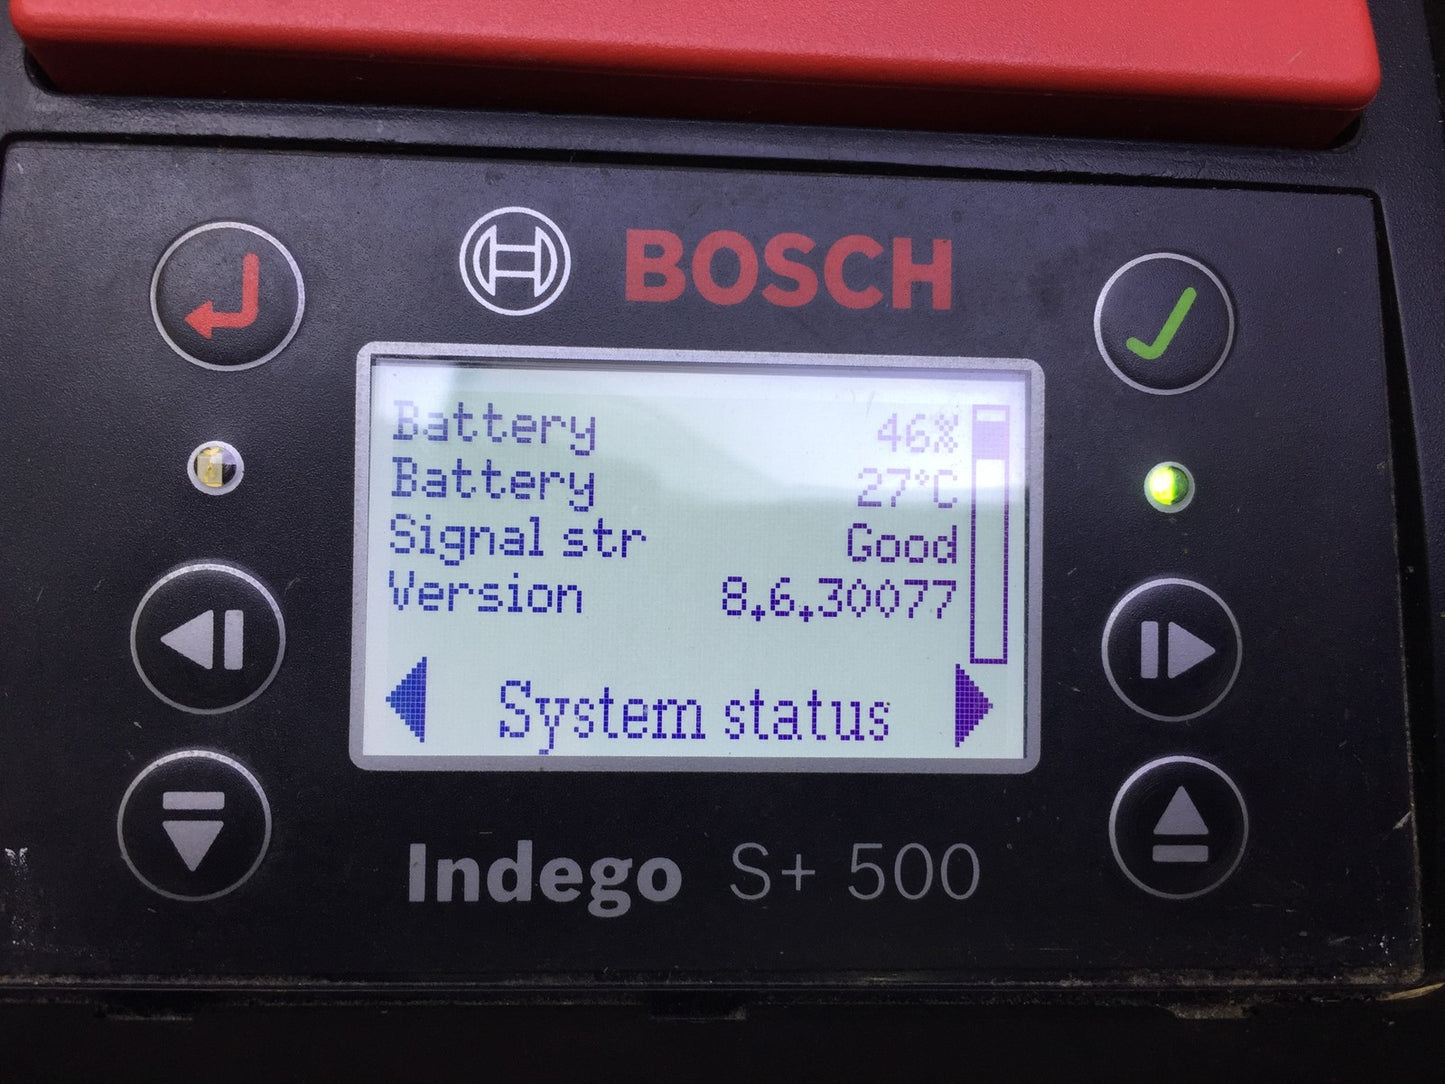 BOSCH
Battery 46%
Battery 27°C
Signal str Good
Version 8.6.30077
System status
Indego S+ 500